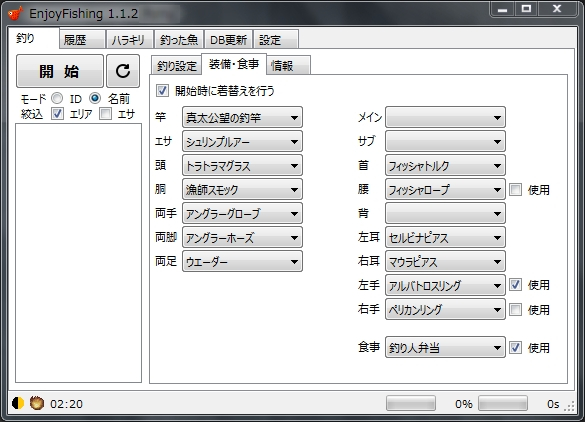 EnjoyFishing 1.1.2
釣り 履歴 ハラキリ 釣った魚 DB更新 設定
開 始
モード ID 名前
絞込 エリア エサ
釣り設定 装備・食事 情報
開始時に着替えを行う
竿 真太公望の釣竿 メイン
エサ シュリンプルアー サブ
頭 トラトラマグラス 首 フィッシャトルク
胴 漁師スモック 腰 フィッシャロープ 使用
両手 アングラーグローブ 背
両脚 アングラーホーズ 左耳 セルビナピアス
両足 ウエーダー 右耳 マウラピアス
左手 アルバトロスリング 使用
右手 ペリカンリング 使用
食事 釣り人弁当 使用
02:20 0% 0s